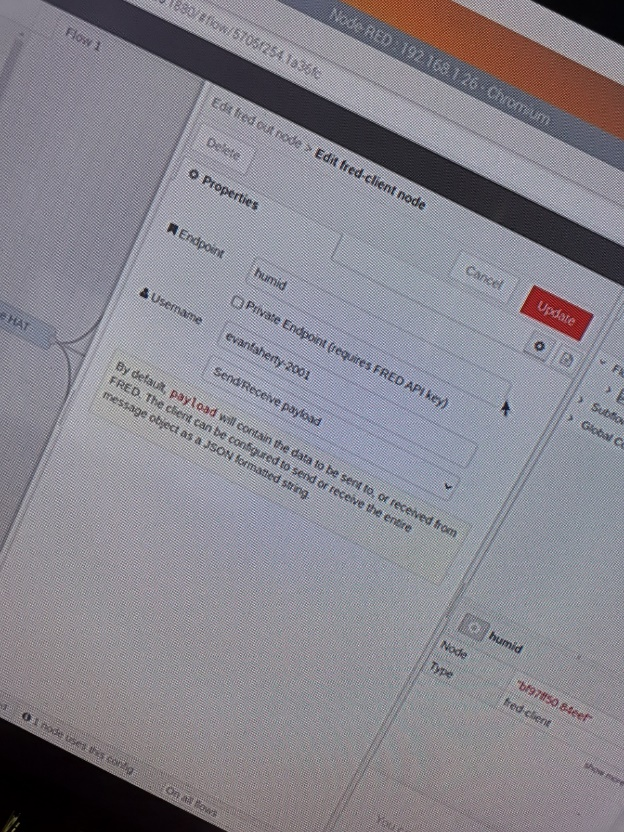 Node-RED : 192.168.1.26 - Chromium
1880/#flow/5705f254.1a36fc
Flow 1
Edit fred out node > Edit fred-client node
Delete
Cancel
Update
Properties
Endpoint
humid
Private Endpoint (requires FRED API key)
Username
evanfaherty-2001
Send/Receive payload
By default, payload will contain the data to be sent to, or received from
FRED. The client can be configured to send or receive the entire
message object as a JSON formatted string.
HAT
1 node uses this config
On all flows
Subflo
Global Co
humid
Node
"bf97ff50.84eef"
Type
fred-client
show more
You